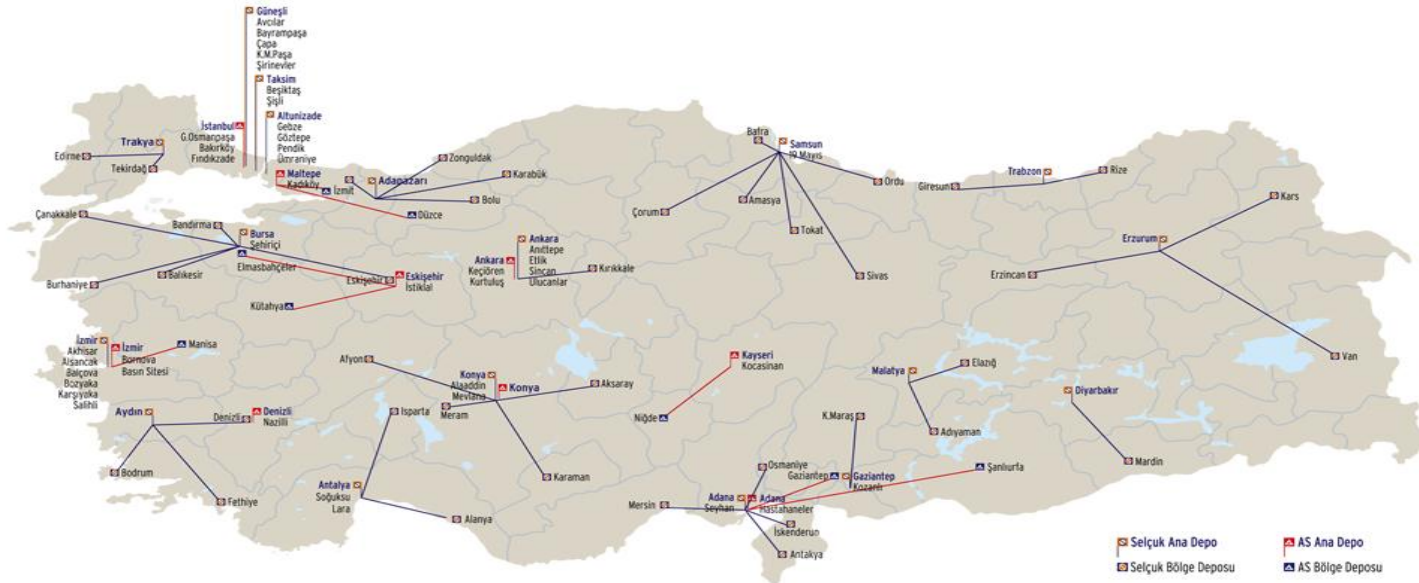 Güneşli
Avcılar
Bayrampaşa
Çapa
K.M.Paşa
Şirinevler
Taksim
Beşiktaş
Şişli
Altunizade
Gebze
Göztepe
Pendik
Ümraniye
İstanbul
G.Osmanpaşa
Bakırköy
Fındıkzade
Trakya
Edirne
Tekirdağ
Maltepe
Kadıköy
İzmit
Adapazarı
Zonguldak
Karabük
Bolu
Düzce
Bafra
Samsun
19 Mayıs
Ordu
Çorum
Amasya
Tokat
Sivas
Giresun
Trabzon
Rize
Kars
Erzurum
Erzincan
Van
Çanakkale
Bandırma
Bursa
Şehiriçi
Elmasbahçeler
Balıkesir
Burhaniye
Eskişehir
Eskişehir
İstiklal
Kütahya
Ankara
Keçiören
Kurtuluş
Ankara
Anıttepe
Etlik
Sincan
Ulucanlar
Kırıkkale
İzmir
Akhisar
Alsancak
Balçova
Bozyaka
Karşıyaka
Salihli
İzmir
Bornova
Basın Sitesi
Manisa
Aydın
Denizli
Denizli
Nazilli
Bodrum
Fethiye
Afyon
Isparta
Konya
Alaaddin
Mevlana
Meram
Konya
Aksaray
Karaman
Antalya
Soğuksu
Lara
Alanya
Kayseri
Kocasinan
Niğde
Malatya
Elazığ
Adıyaman
Diyarbakır
Mardin
K.Maraş
Osmaniye
Gaziantep
Gaziantep
Kozanlı
Şanlıurfa
Mersin
Adana
Seyhan
Adana
Hastahaneler
İskenderun
Antakya
Selçuk Ana Depo
AS Ana Depo
Selçuk Bölge Deposu
AS Bölge Deposu